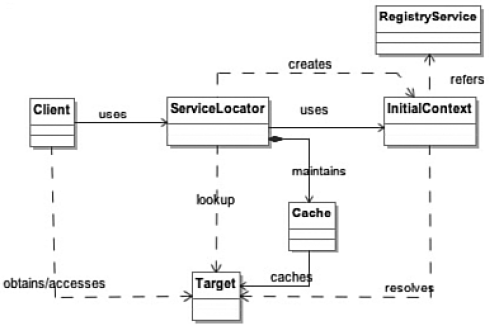 RegistryService
creates
refers
Client
uses
ServiceLocator
uses
InitialContext
maintains
lookup
Cache
obtains/accesses
Target
caches
resolves